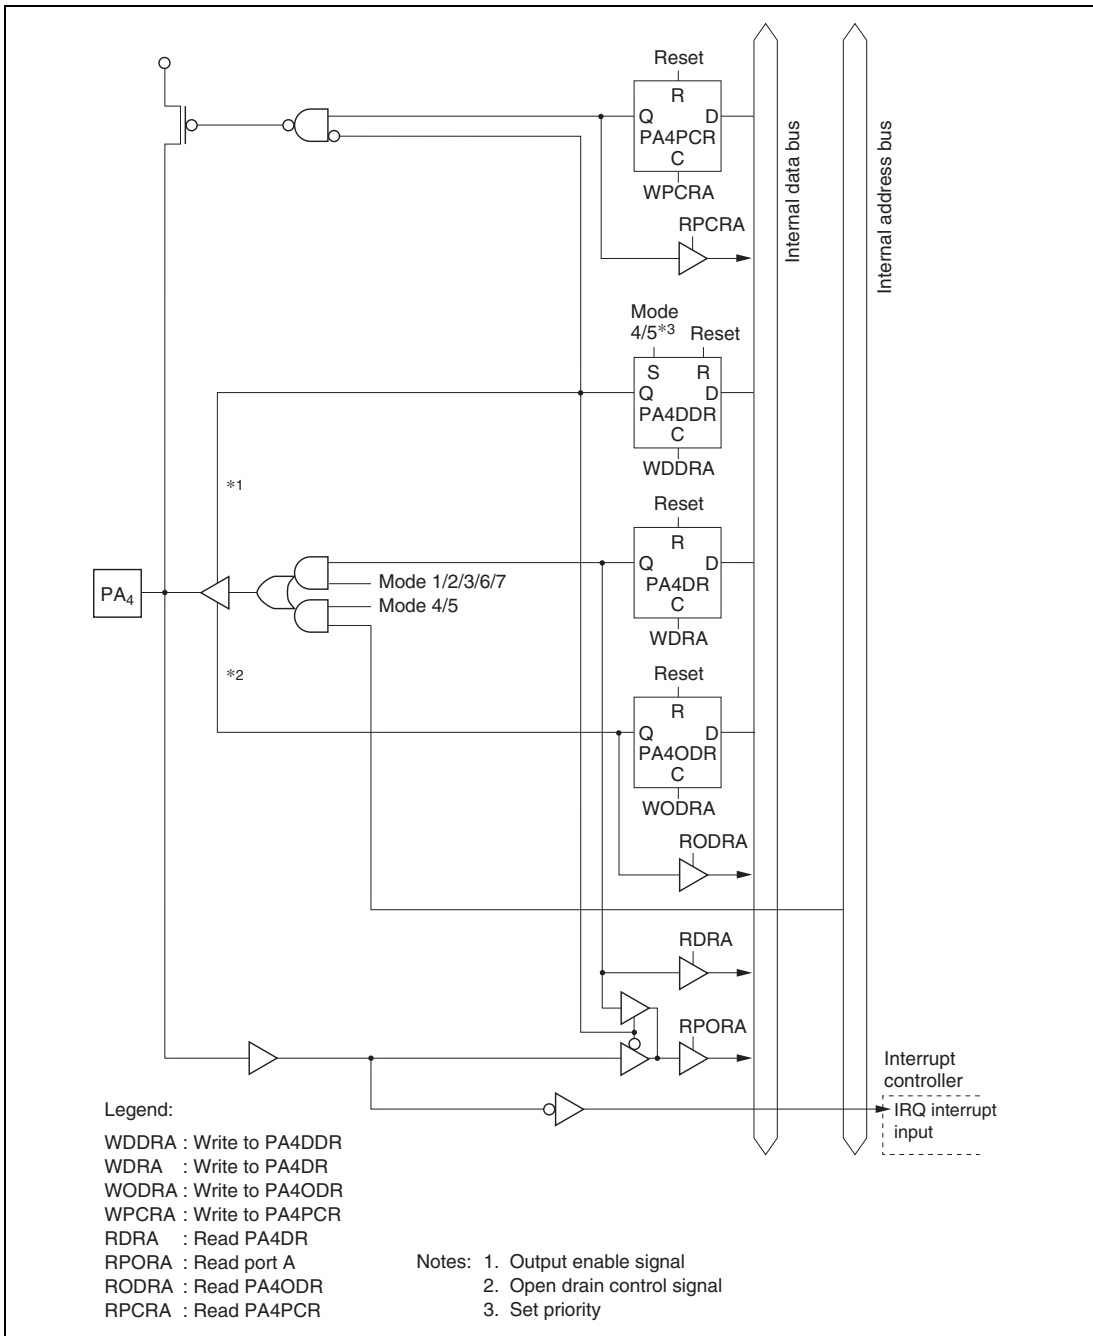 Reset
R
Q D
PA4PCR
C
WPCRA
RPCRA
Internal data bus
Internal address bus
Mode
4/5*3 Reset
S R
Q D
PA4DDR
C
WDDRA
*1
Reset
R
Q D
PA4DR
C
WDRA
Mode 1/2/3/6/7
Mode 4/5
PA4
*2
Reset
R
Q D
PA4ODR
C
WODRA
RODRA
RDRA
RPORA
Interrupt
controller
IRQ interrupt
input
Legend:
WDDRA : Write to PA4DDR
WDRA : Write to PA4DR
WODRA : Write to PA4ODR
WPCRA : Write to PA4PCR
RDRA : Read PA4DR
RPORA : Read port A
RODRA : Read PA4ODR
RPCRA : Read PA4PCR
Notes: 1. Output enable signal
2. Open drain control signal
3. Set priority